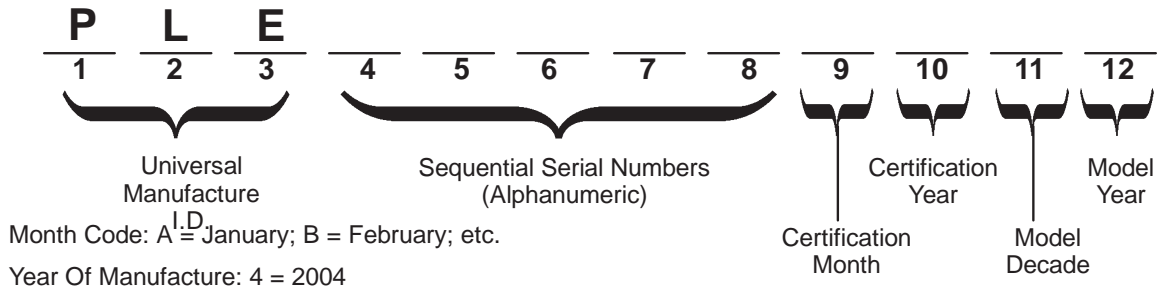 P L E
1 2 3 4 5 6 7 8 9 10 11 12
Universal
Manufacture
I.D.
Sequential Serial Numbers
(Alphanumeric)
Certification
Year
Model
Year
Certification
Month
Model
Decade
Month Code: A = January; B = February; etc.
Year Of Manufacture: 4 = 2004